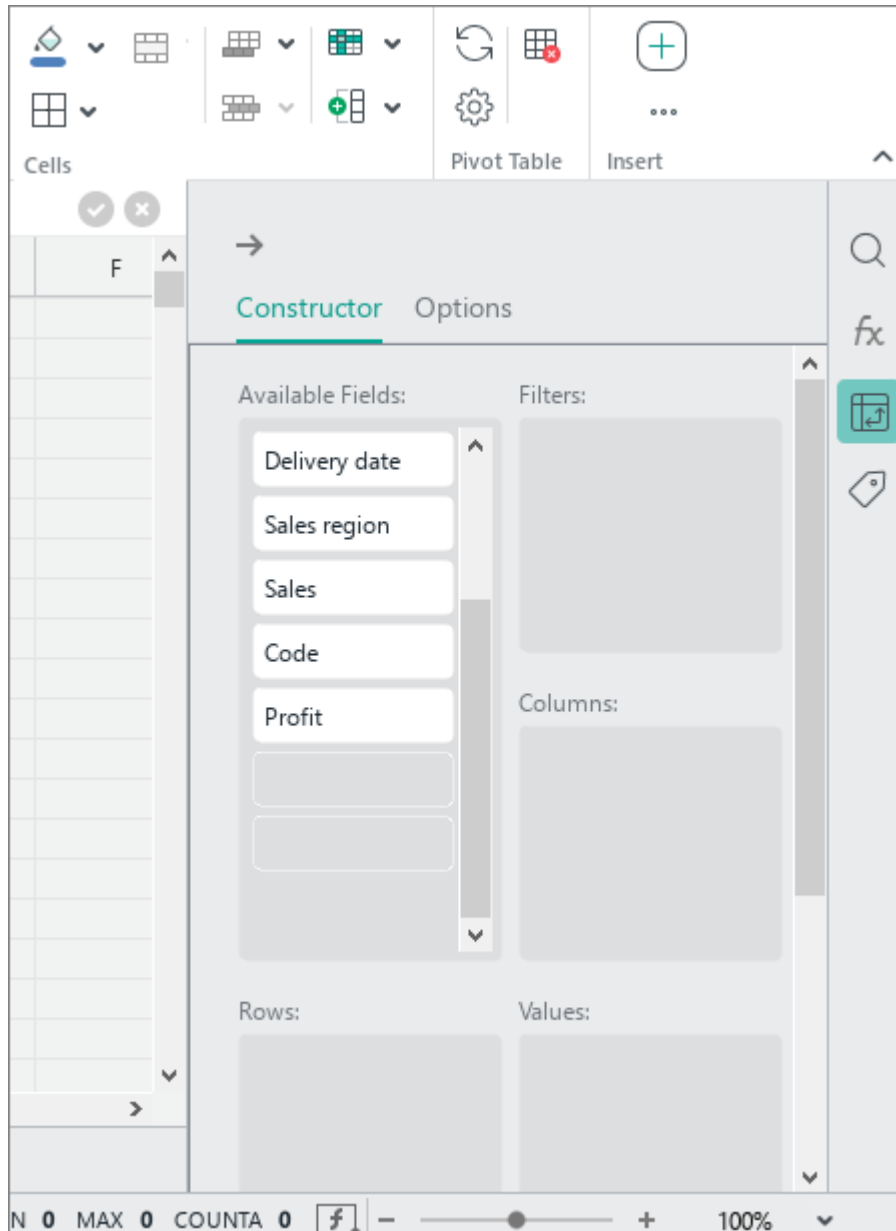 Cells
Pivot Table
Insert
F
Constructor
Options
Available Fields:
Delivery date
Sales region
Sales
Code
Profit
Filters:
Columns:
Rows:
Values:
fx
N 0 MAX 0 COUNTA 0 f 100%